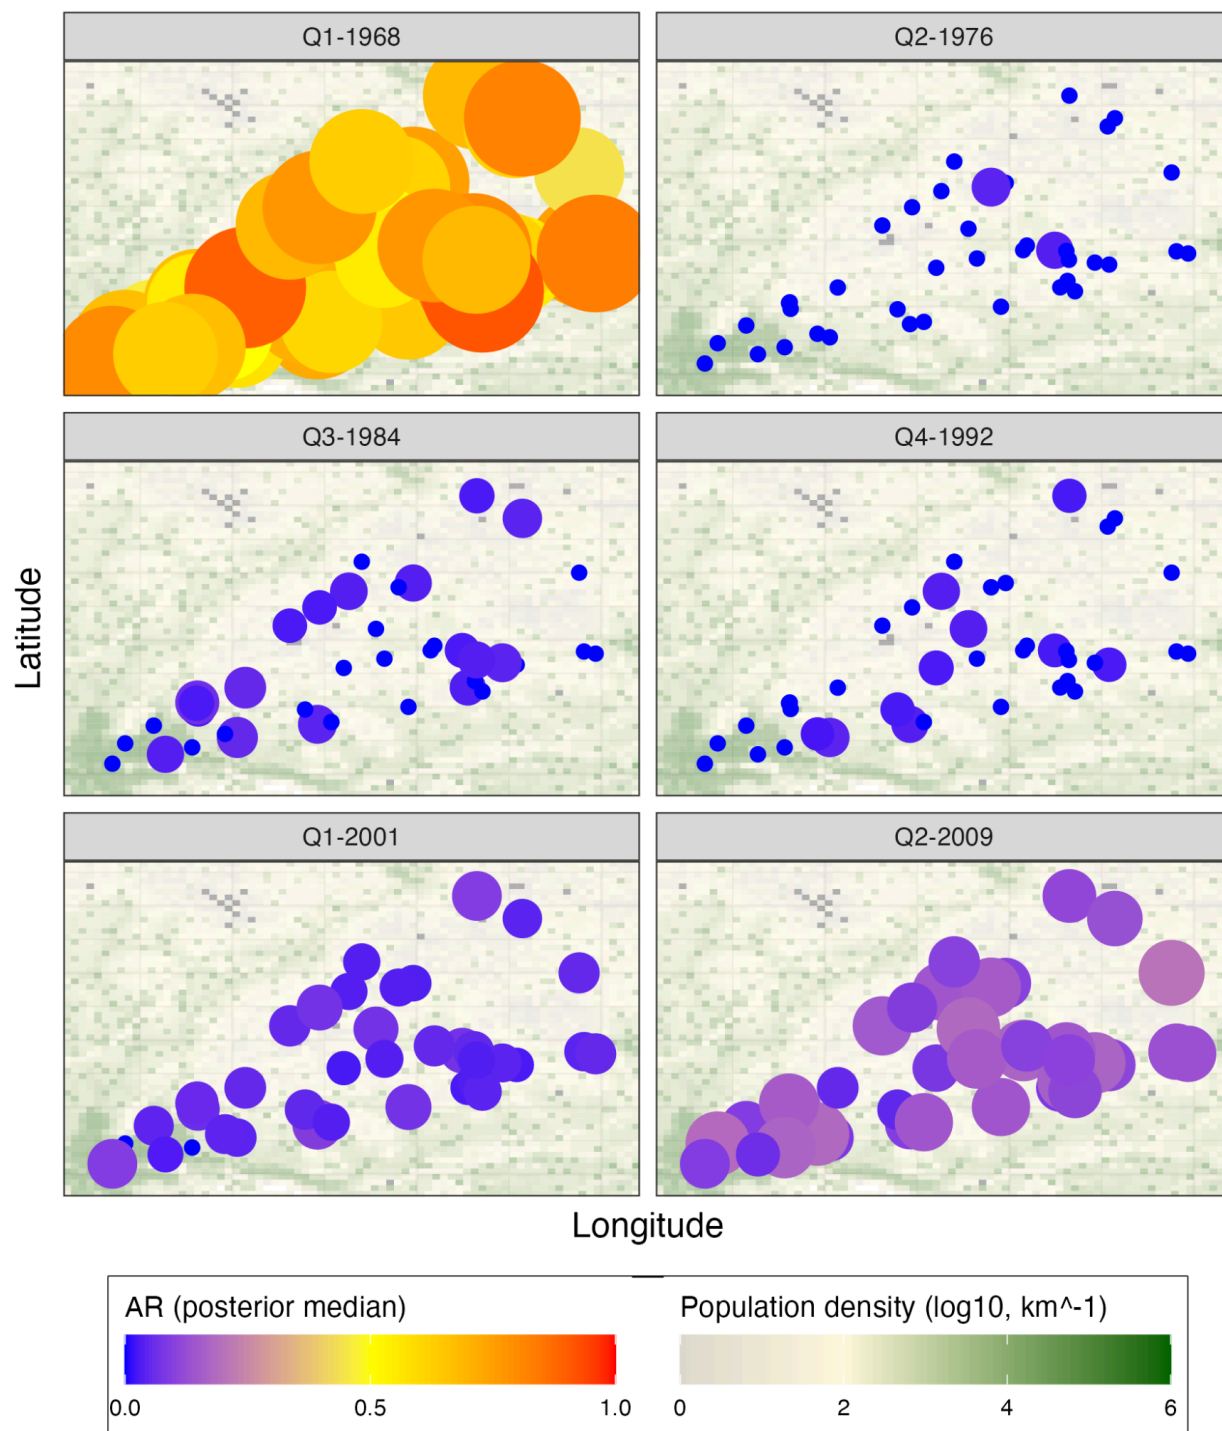 Q1-1968
Q2-1976
Q3-1984
Q4-1992
Q1-2001
Q2-2009
Latitude
Longitude
AR (posterior median)
0.0 0.5 1.0
Population density (log10, km^-1)
0 2 4 6